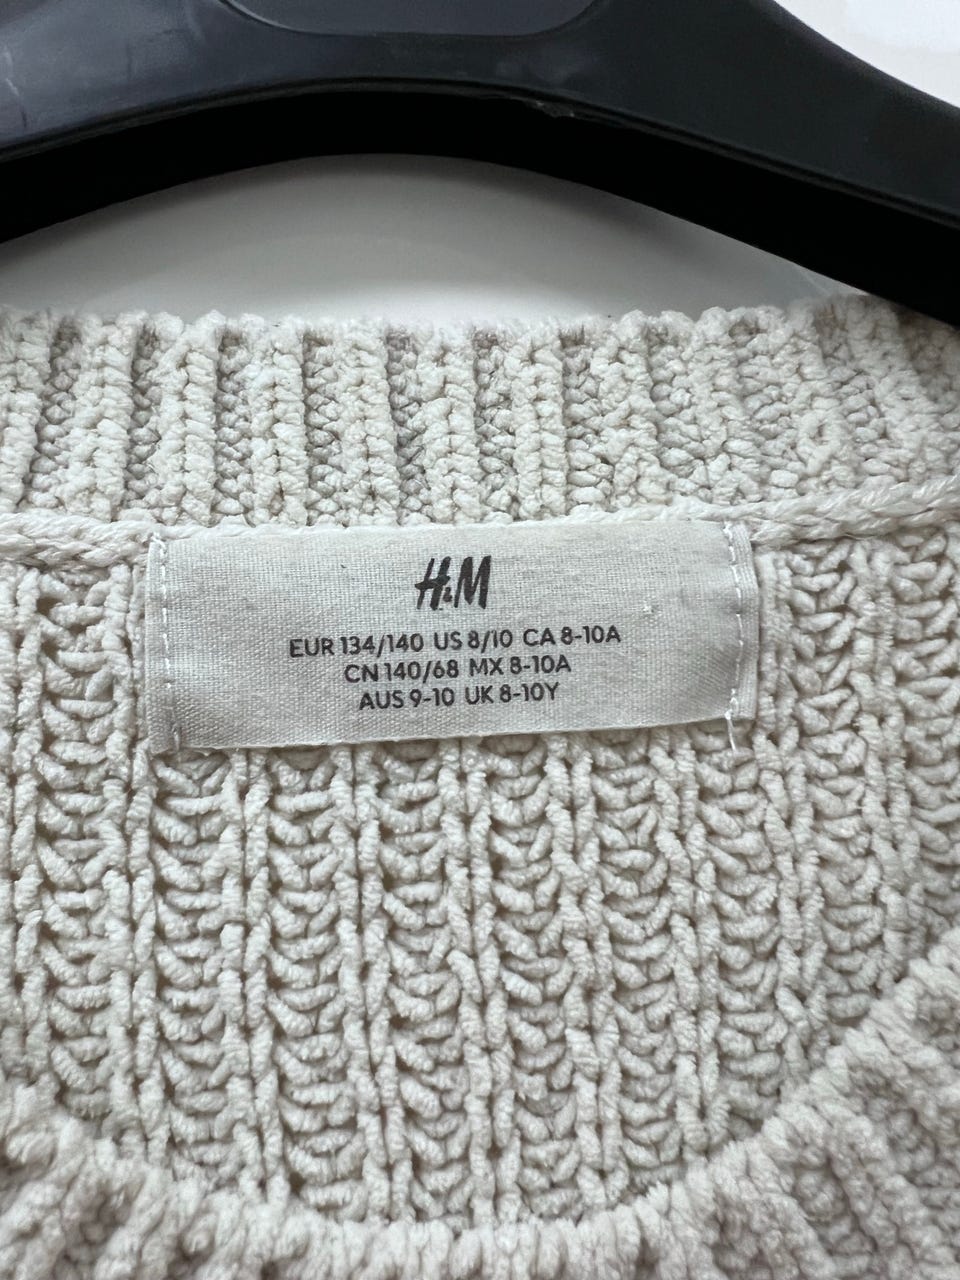 H&M
EUR 134/140 US 8/10 CA 8-10A
CN 140/68 MX 8-10A
AUS 9-10 UK 8-10Y